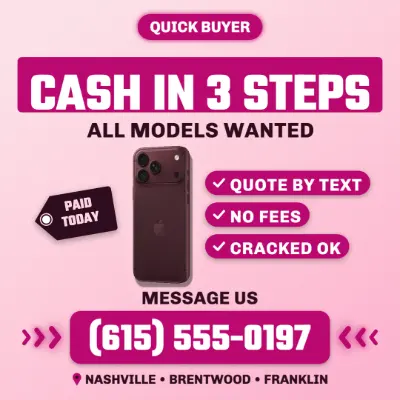 QUICK BUYER
CASH IN 3 STEPS
ALL MODELS WANTED
PAID
TODAY
QUOTE BY TEXT
NO FEES
CRACKED OK
MESSAGE US
(615) 555-0197
NASHVILLE • BRENTWOOD • FRANKLIN